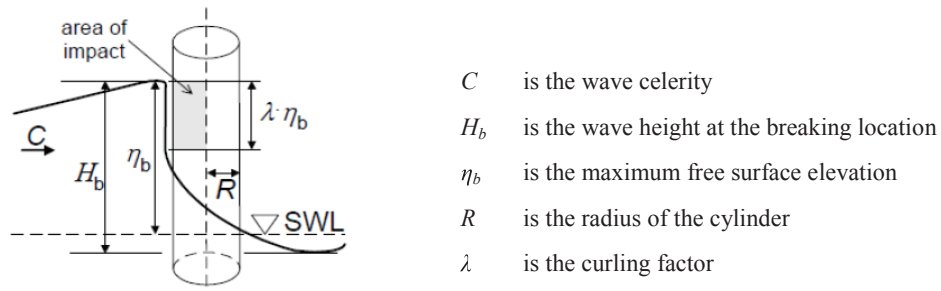 area of
impact
C
H_b
η_b
λ·η_b
R
SWL
C is the wave celerity
H_b is the wave height at the breaking location
η_b is the maximum free surface elevation
R is the radius of the cylinder
λ is the curling factor